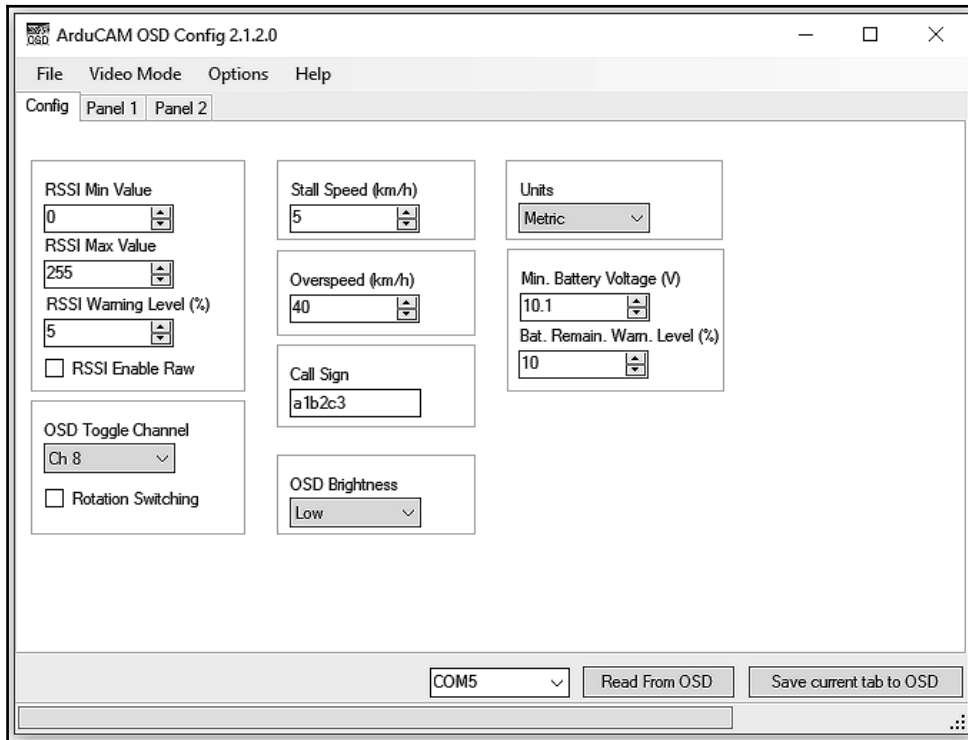 OSD
ArduCAM OSD Config 2.1.2.0
File Video Mode Options Help
Config Panel 1 Panel 2
RSSI Min Value
0
RSSI Max Value
255
RSSI Warning Level (%)
5
RSSI Enable Raw
OSD Toggle Channel
Ch 8
Rotation Switching
Stall Speed (km/h)
5
Overspeed (km/h)
40
Call Sign
a1b2c3
OSD Brightness
Low
Units
Metric
Min. Battery Voltage (V)
10.1
Bat. Remain. Warn. Level (%)
10
COM5 Read From OSD Save current tab to OSD